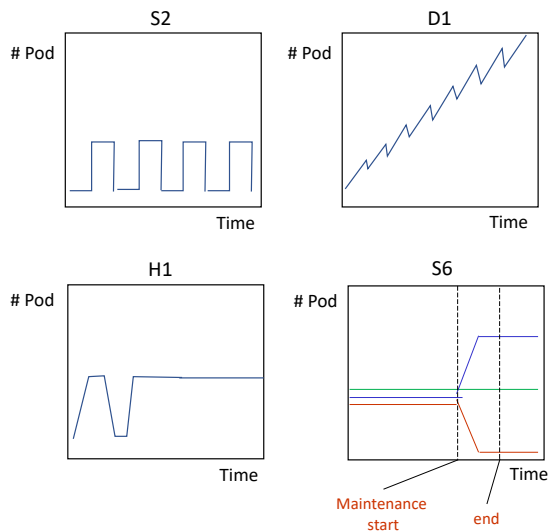 S2
# Pod
Time
D1
# Pod
Time
H1
# Pod
Time
S6
# Pod
Time
Maintenance
start
end